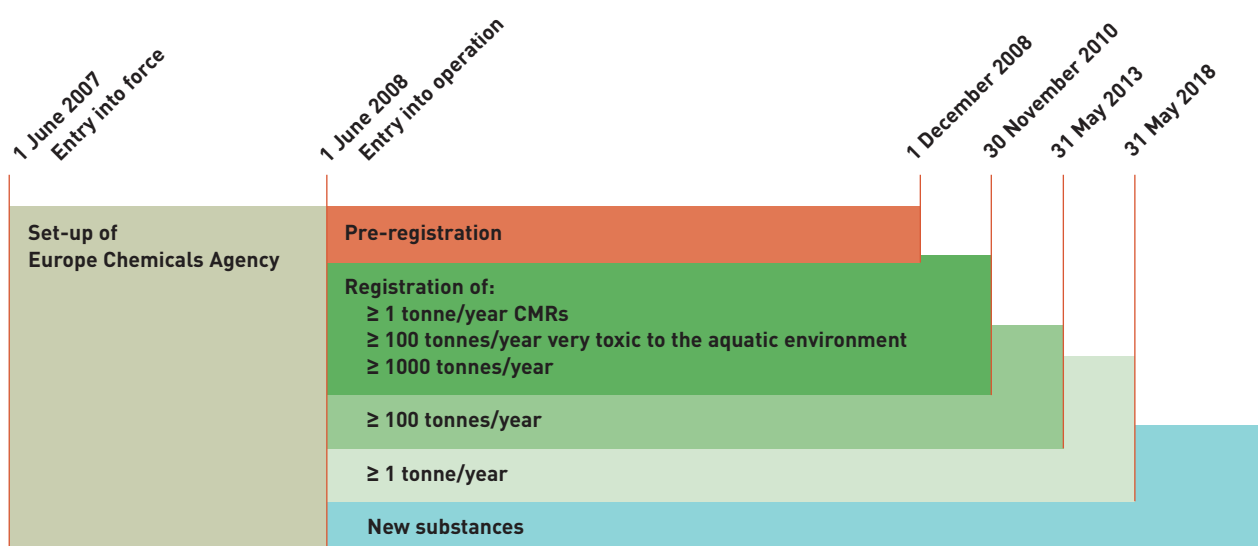 1 June 2007
Entry into force
1 June 2008
Entry into operation
1 December 2008
30 November 2010
31 May 2013
31 May 2018
Set-up of
Europe Chemicals Agency
Pre-registration
Registration of:
≥ 1 tonne/year CMRs
≥ 100 tonnes/year very toxic to the aquatic environment
≥ 1000 tonnes/year
≥ 100 tonnes/year
≥ 1 tonne/year
New substances